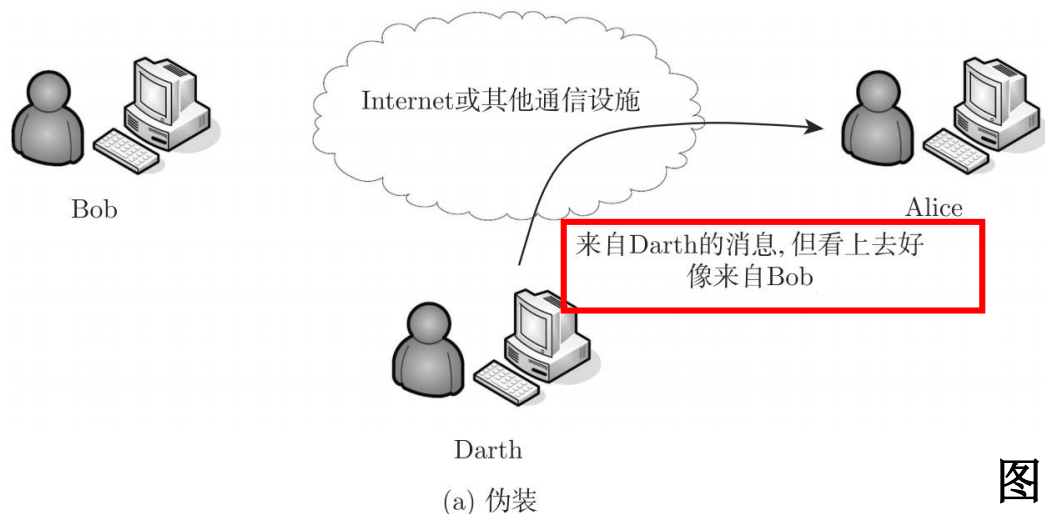 Internet或其他通信设施
Bob
Alice
来自Darth的消息, 但看上去好
像来自Bob
Darth
(a) 伪装
图